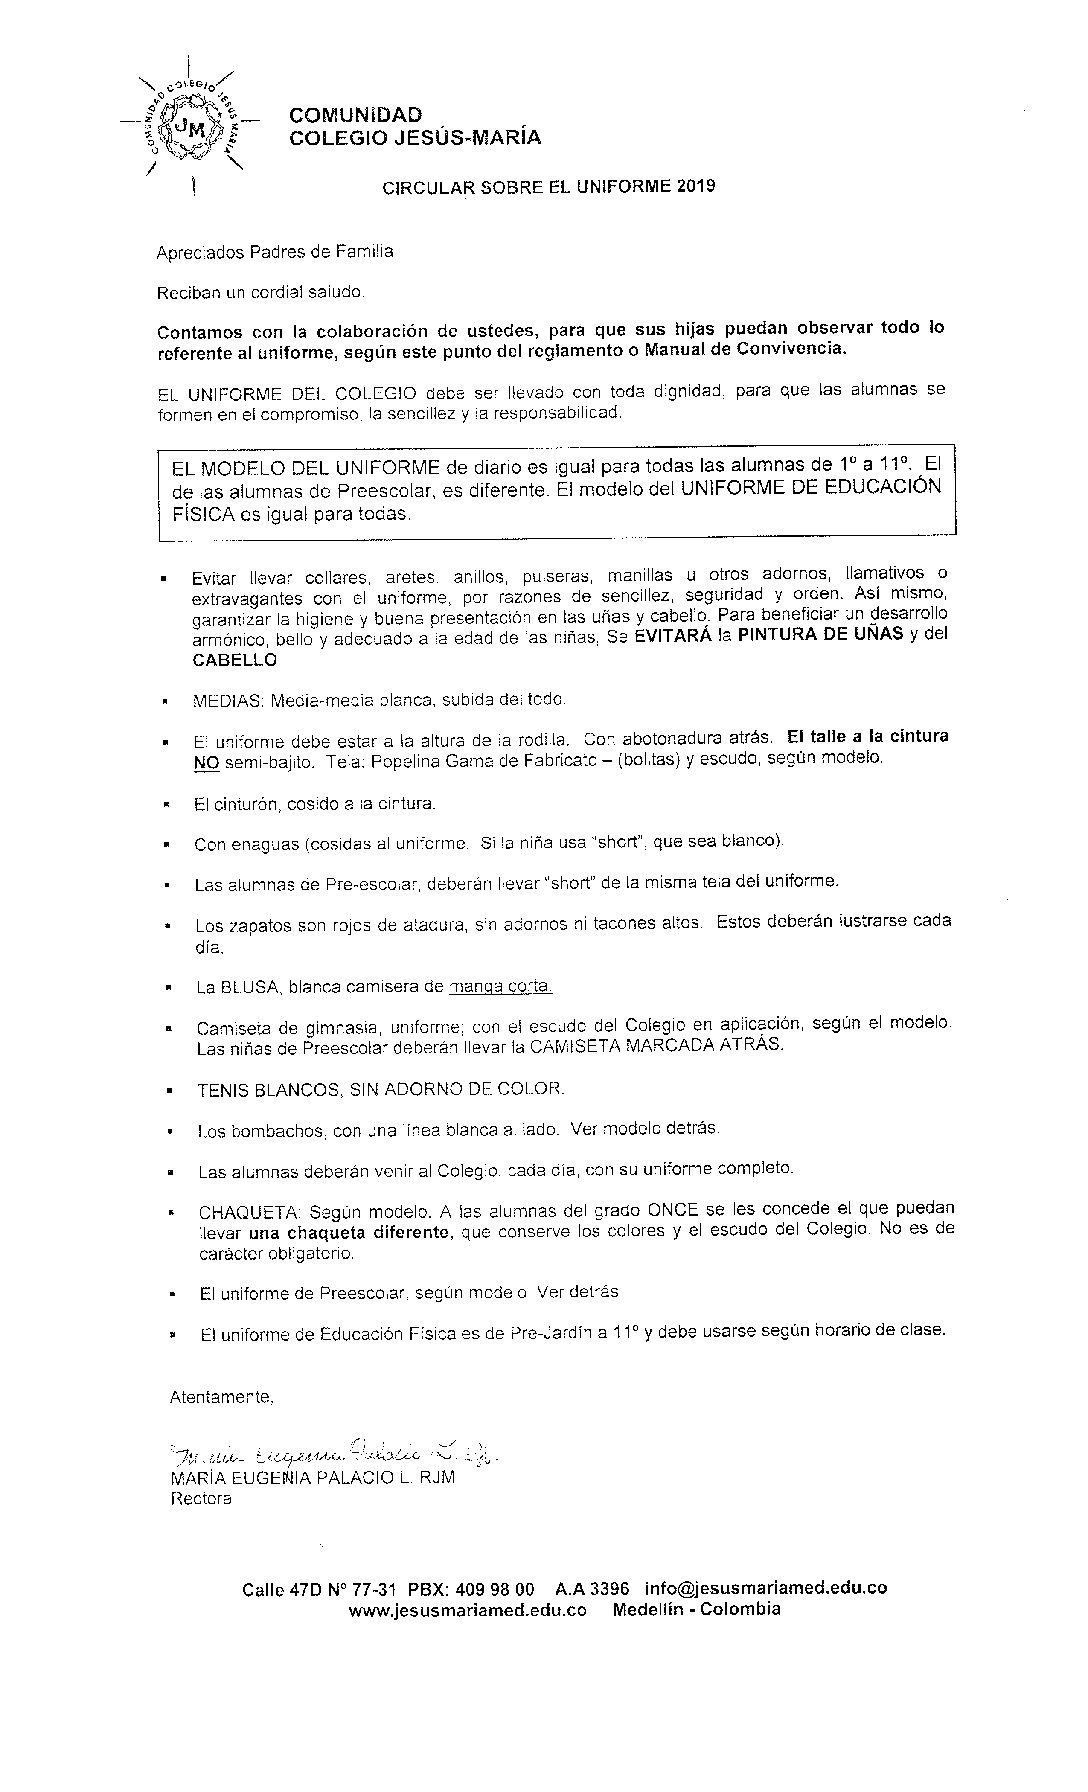 COMUNIDAD COLEGIO JESUS MARIA
JM
COMUNIDAD
COLEGIO JESÚS-MARÍA
CIRCULAR SOBRE EL UNIFORME 2019
Apreciados Padres de Familia
Reciban un cordial saludo.
Contamos con la colaboración de ustedes, para que sus hijas puedan observar todo lo
referente al uniforme, según este punto del reglamento o Manual de Convivencia.
EL UNIFORME DEL COLEGIO debe ser llevado con toda dignidad, para que las alumnas se
formen en el compromiso, la sencillez y la responsabilidad.
EL MODELO DEL UNIFORME de diario es igual para todas las alumnas de 1º a 11º. El
de las alumnas de Preescolar, es diferente. El modelo del UNIFORME DE EDUCACIÓN
FÍSICA es igual para todas.
▪ Evitar llevar collares, aretes, anillos, pulseras, manillas u otros adornos, llamativos o
extravagantes con el uniforme, por razones de sencillez, seguridad y orden. Así mismo,
garantizar la higiene y buena presentación en las uñas y cabello. Para beneficiar un desarrollo
armónico, bello y adecuado a la edad de las niñas, Se EVITARÁ la PINTURA DE UÑAS y del
CABELLO
▪ MEDIAS: Media-media blanca, subida del todo.
▪ El uniforme debe estar a la altura de la rodilla. Con abotonadura atrás. El talle a la cintura
NO semi-bajito. Tela: Popelina Gama de Fabricato – (bolitas) y escudo, según modelo.
▪ El cinturón, cosido a la cintura.
▪ Con enaguas (cosidas al uniforme. Si la niña usa "short", que sea blanco).
▪ Las alumnas de Pre-escolar, deberán llevar "short" de la misma tela del uniforme.
▪ Los zapatos son rojos de atadura, sin adornos ni tacones altos. Estos deberán lustrarse cada
día.
▪ La BLUSA, blanca camisera de manga corta.
▪ Camiseta de gimnasia, uniforme; con el escudo del Colegio en aplicación, según el modelo.
Las niñas de Preescolar deberán llevar la CAMISETA MARCADA ATRÁS.
▪ TENIS BLANCOS, SIN ADORNO DE COLOR.
▪ Los bombachos, con una línea blanca al lado. Ver modelo detrás.
▪ Las alumnas deberán venir al Colegio, cada día, con su uniforme completo.
▪ CHAQUETA: Según modelo. A las alumnas del grado ONCE se les concede el que puedan
llevar una chaqueta diferente, que conserve los colores y el escudo del Colegio. No es de
carácter obligatorio.
▪ El uniforme de Preescolar, según modelo Ver detrás
▪ El uniforme de Educación Física es de Pre-Jardín a 11º y debe usarse según horario de clase.
Atentamente,
María Eugenia Palacio L. RJM
MARÍA EUGENIA PALACIO L. RJM
Rectora
Calle 47D Nº 77-31 PBX: 409 98 00 A.A 3396 info@jesusmariamed.edu.co
www.jesusmariamed.edu.co Medellín - Colombia